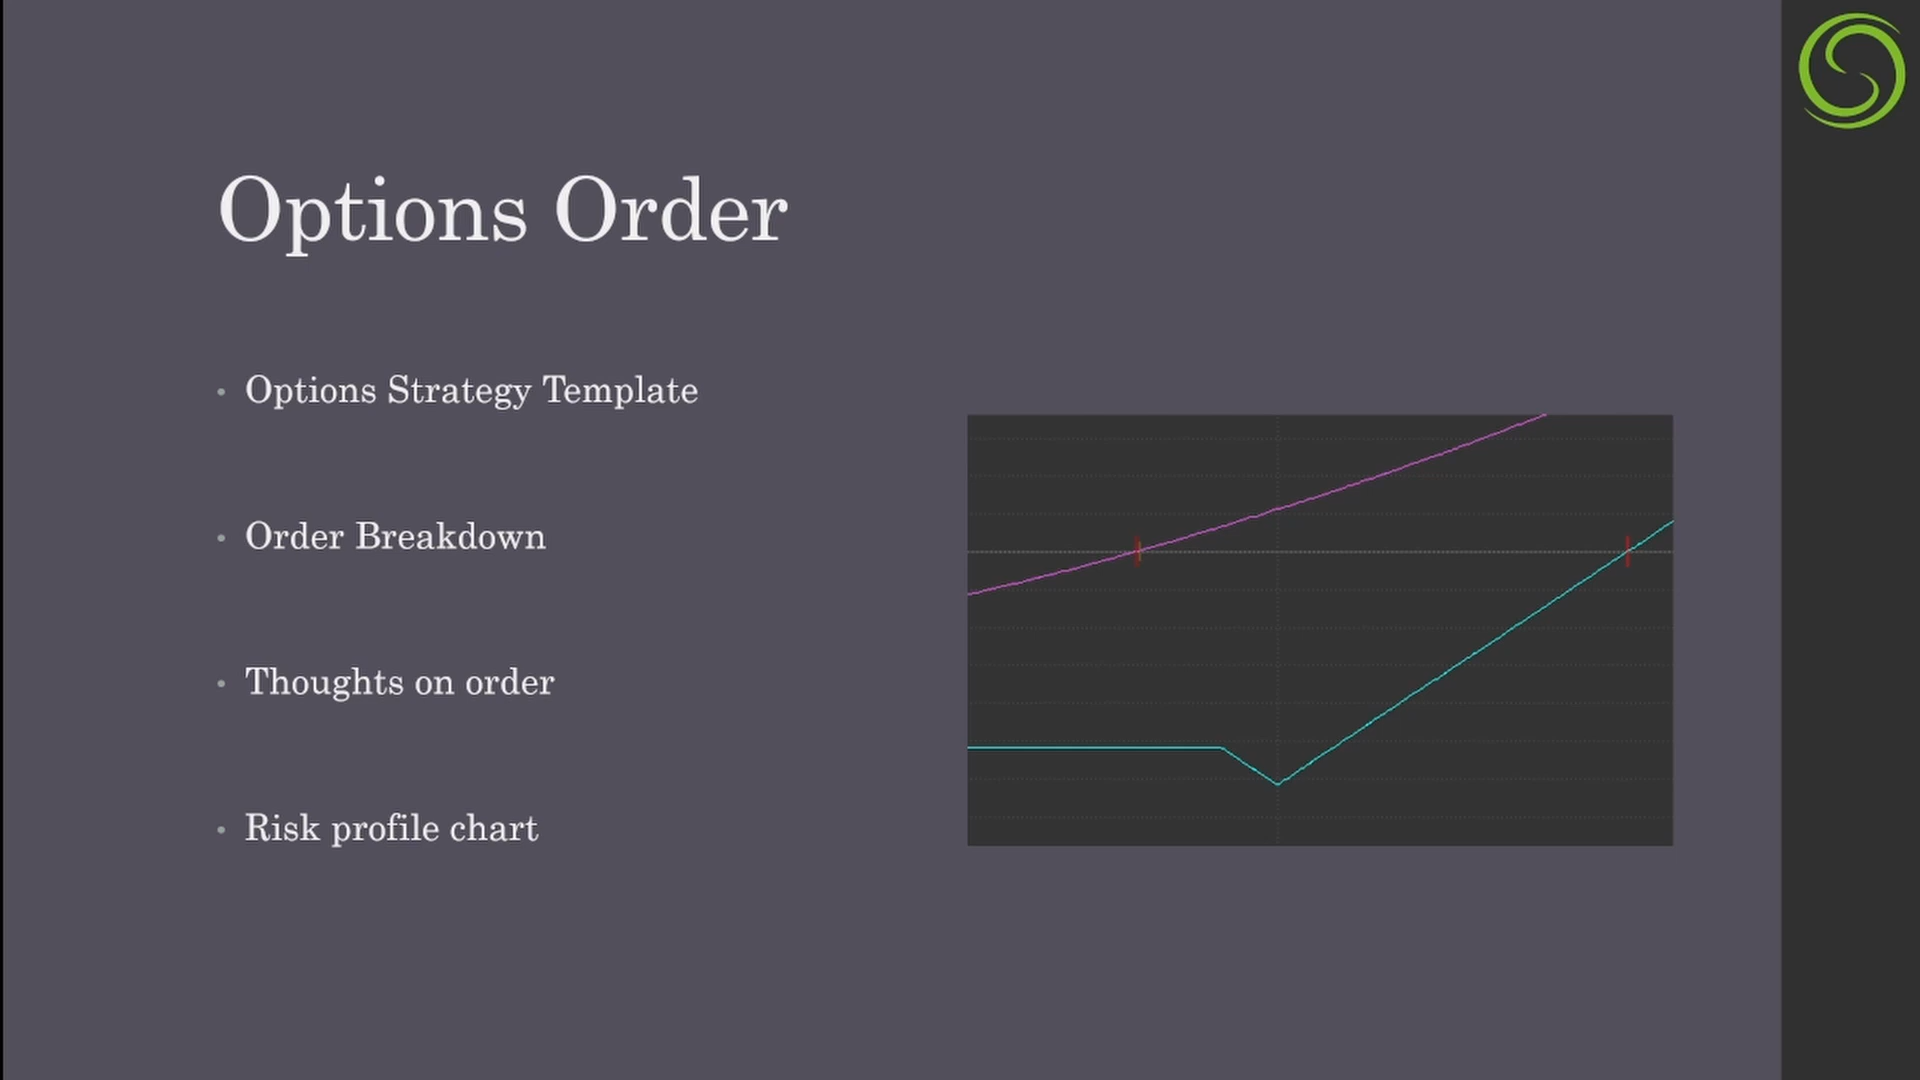 Options Order
Options Strategy Template
Order Breakdown
Thoughts on order
Risk profile chart